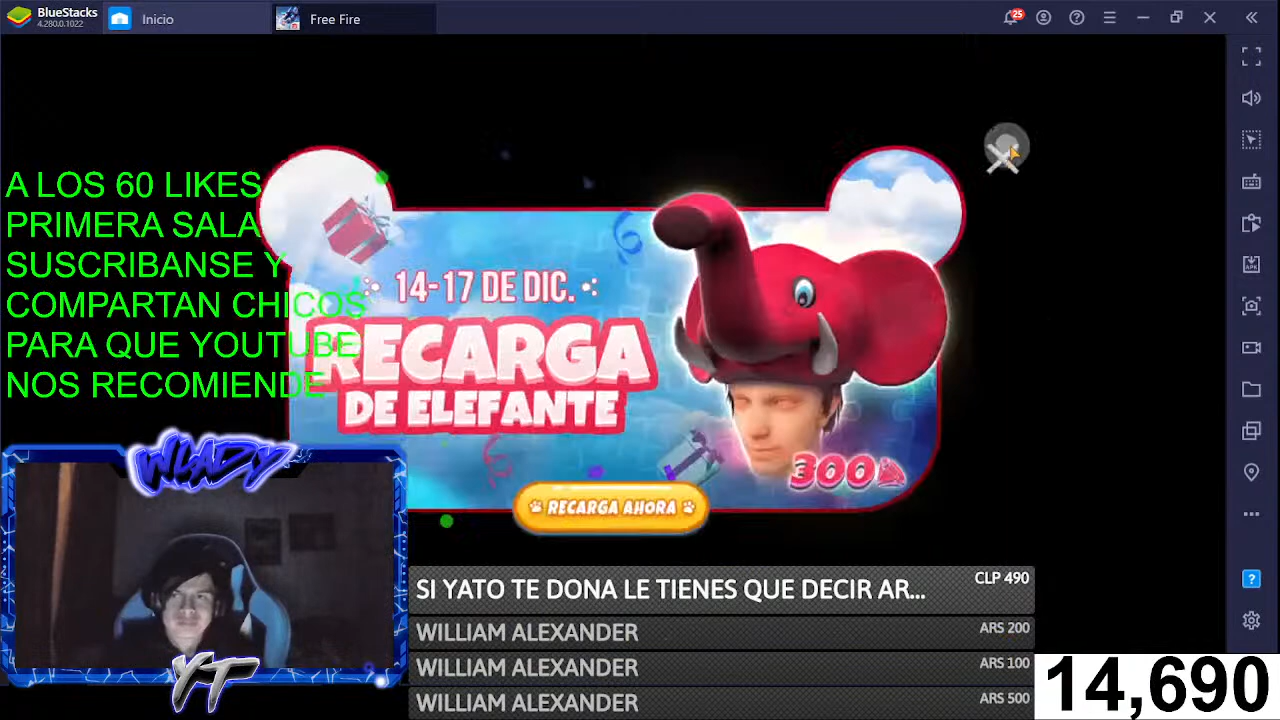 BlueStacks
4.280.0.1022
Inicio
Free Fire
25
A LOS 60 LIKES
PRIMERA SALA
SUSCRIBANSE Y
COMPARTAN CHICOS
PARA QUE YOUTUBE
NOS RECOMIENDE
14-17 DE DIC.
RECARGA
DE ELEFANTE
300
RECARGA AHORA
APK
?
WLADY
YT
SI YATO TE DONA LE TIENES QUE DECIR AR... CLP 490
WILLIAM ALEXANDER ARS 200
WILLIAM ALEXANDER ARS 100
WILLIAM ALEXANDER ARS 500
14,690